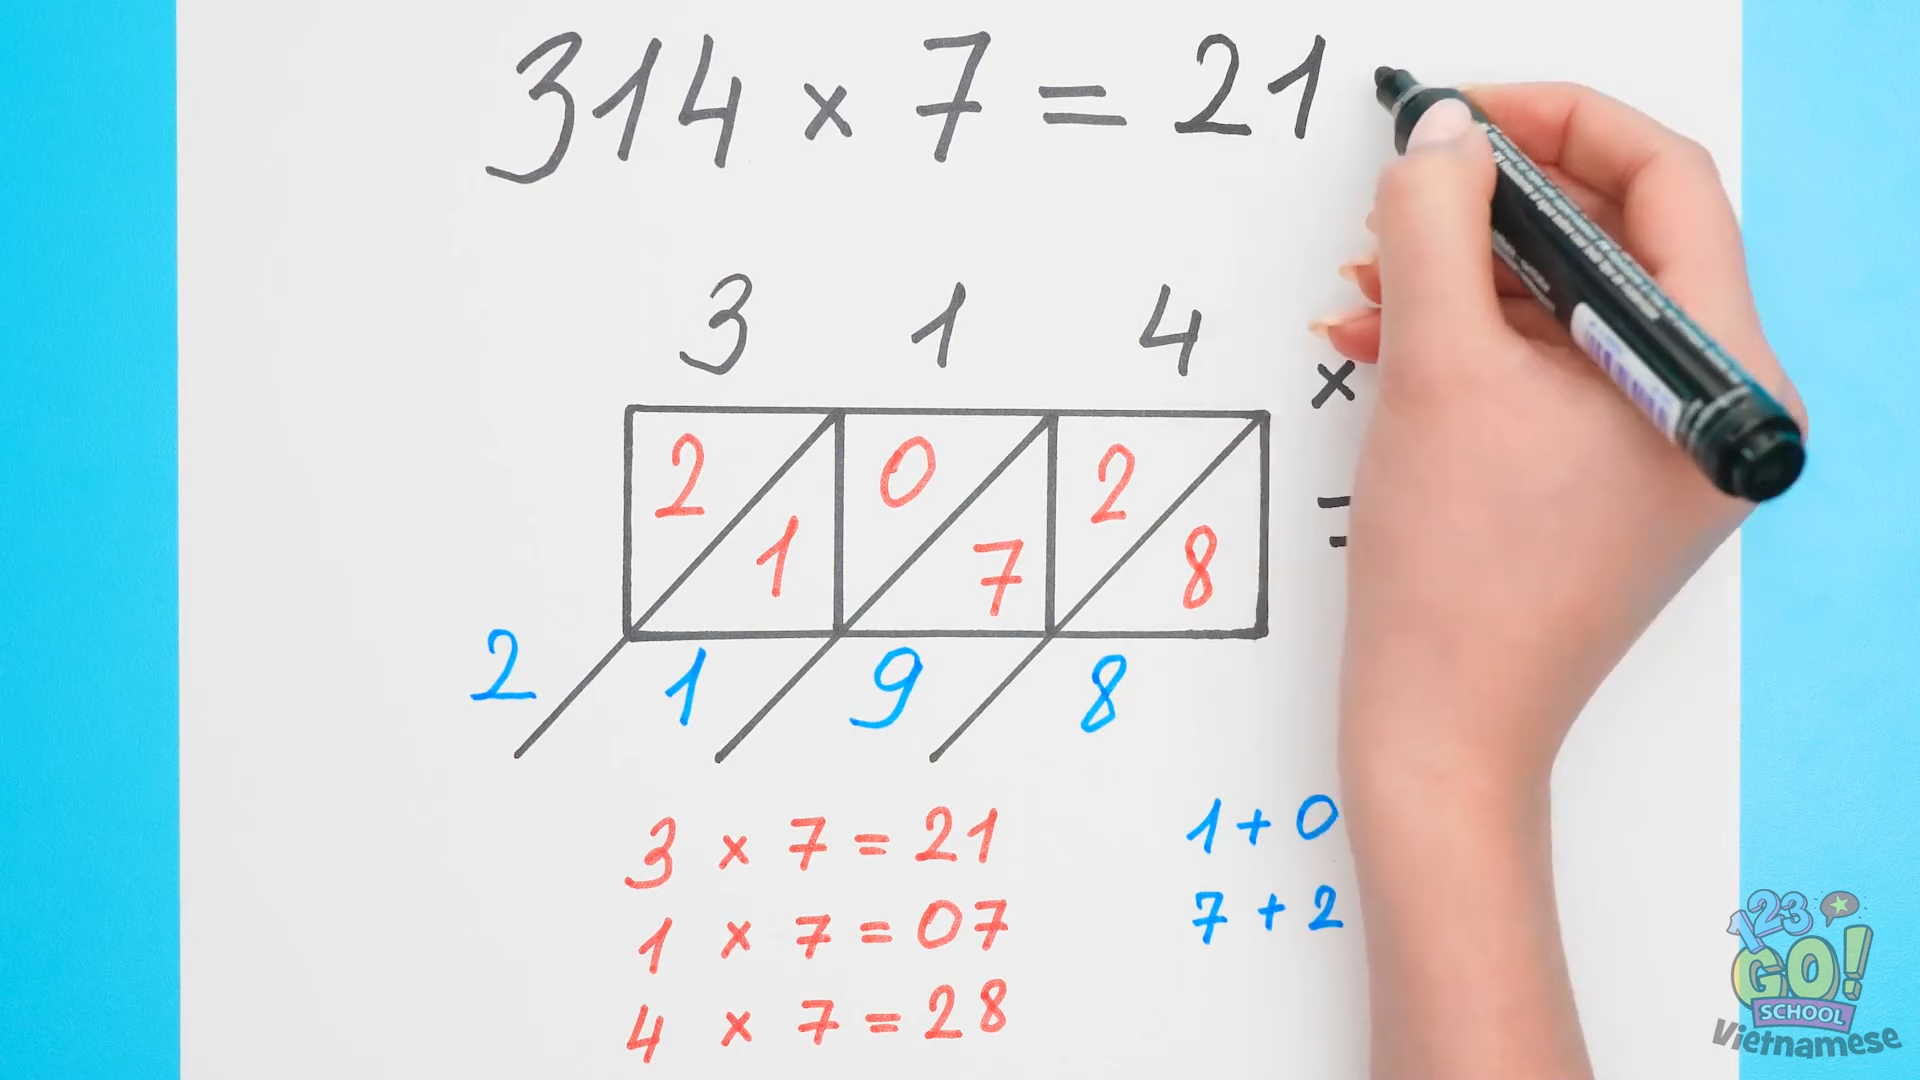 314 × 7 = 21
3 1 4
×
2 0 2
1 7 8
=
2 1 9 8
3 × 7 = 21
1 × 7 = 07
4 × 7 = 28
1 + 0
7 + 2
123
GO!
SCHOOL
Vietnamese